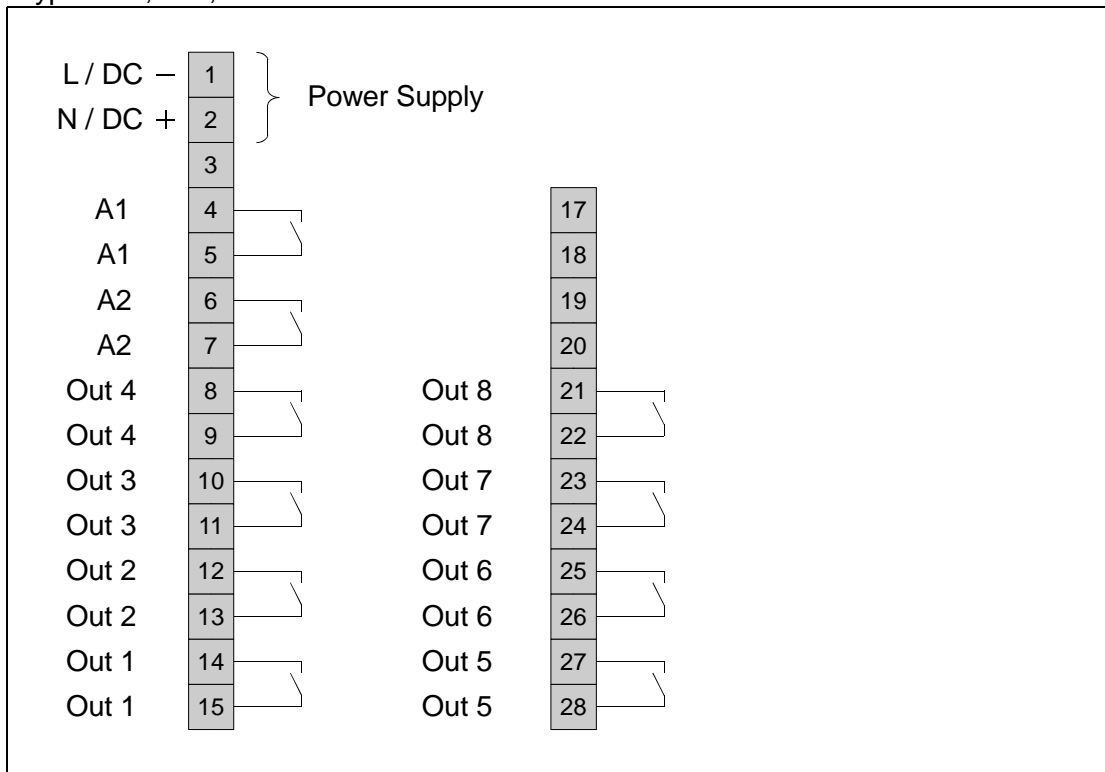 L / DC − 1
Power Supply
N / DC + 2
3
A1 4
A1 5
A2 6
A2 7
Out 4 8
Out 4 9
Out 3 10
Out 3 11
Out 2 12
Out 2 13
Out 1 14
Out 1 15
17
18
19
20
Out 8 21
Out 8 22
Out 7 23
Out 7 24
Out 6 25
Out 6 26
Out 5 27
Out 5 28